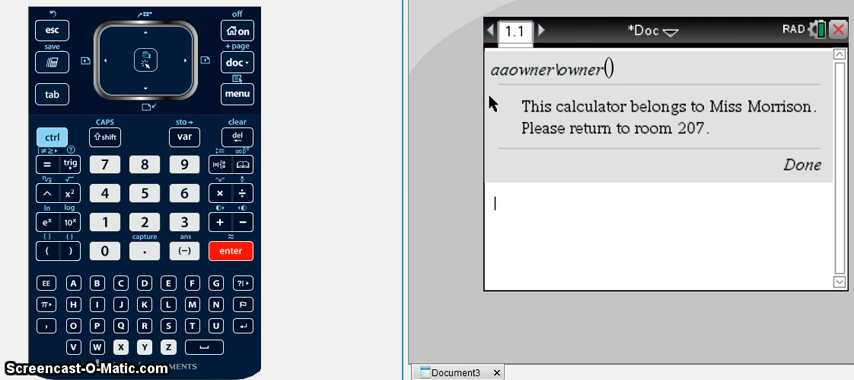 off
esc
on
save
+ page
doc
tab
menu
CAPS
sto→
clear
ctrl
shift
var
del
= trig 7 8 9
^ x² 4 5 6 × ÷
ln log
eˣ 10ˣ 1 2 3 + −
capture ans
( ) 0 . (−) enter
EE A B C D E F G ?!
π H I J K L M N
, O P Q R S T U
V W X Y Z
Screencast-O-Matic.com
1.1
*Doc
RAD
aaowner\owner()
This calculator belongs to Miss Morrison.
Please return to room 207.
Done
Document3